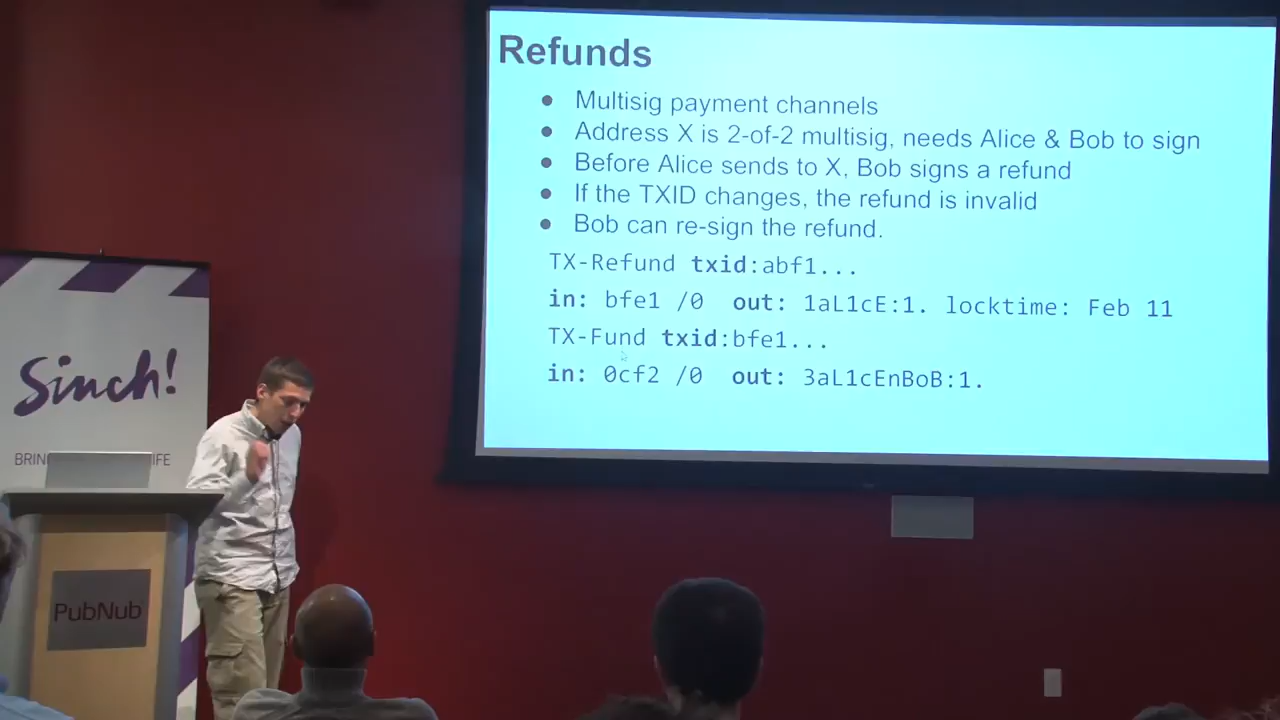 Refunds
● Multisig payment channels
● Address X is 2-of-2 multisig, needs Alice & Bob to sign
● Before Alice sends to X, Bob signs a refund
● If the TXID changes, the refund is invalid
● Bob can re-sign the refund.
TX-Refund txid:abf1...
in: bfe1 /0 out: 1aL1cE:1. locktime: Feb 11
TX-Fund txid:bfe1...
in: 0cf2 /0 out: 3aL1cEnBoB:1.
Sinch!
PubNub